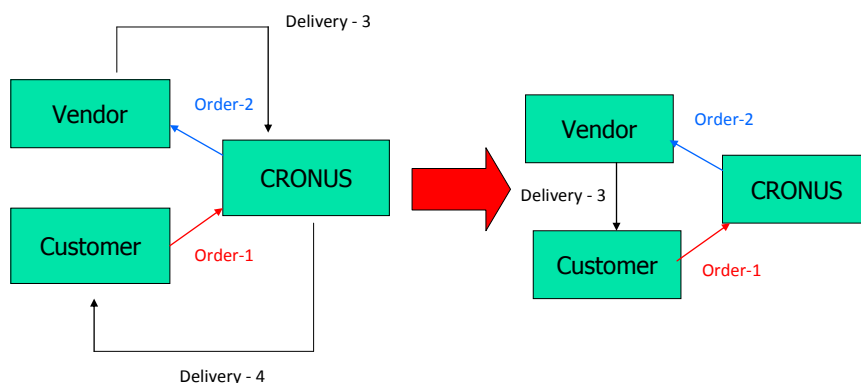 Delivery - 3
Vendor
Order-2
CRONUS
Customer
Order-1
Delivery - 4
Vendor
Order-2
CRONUS
Delivery - 3
Customer
Order-1